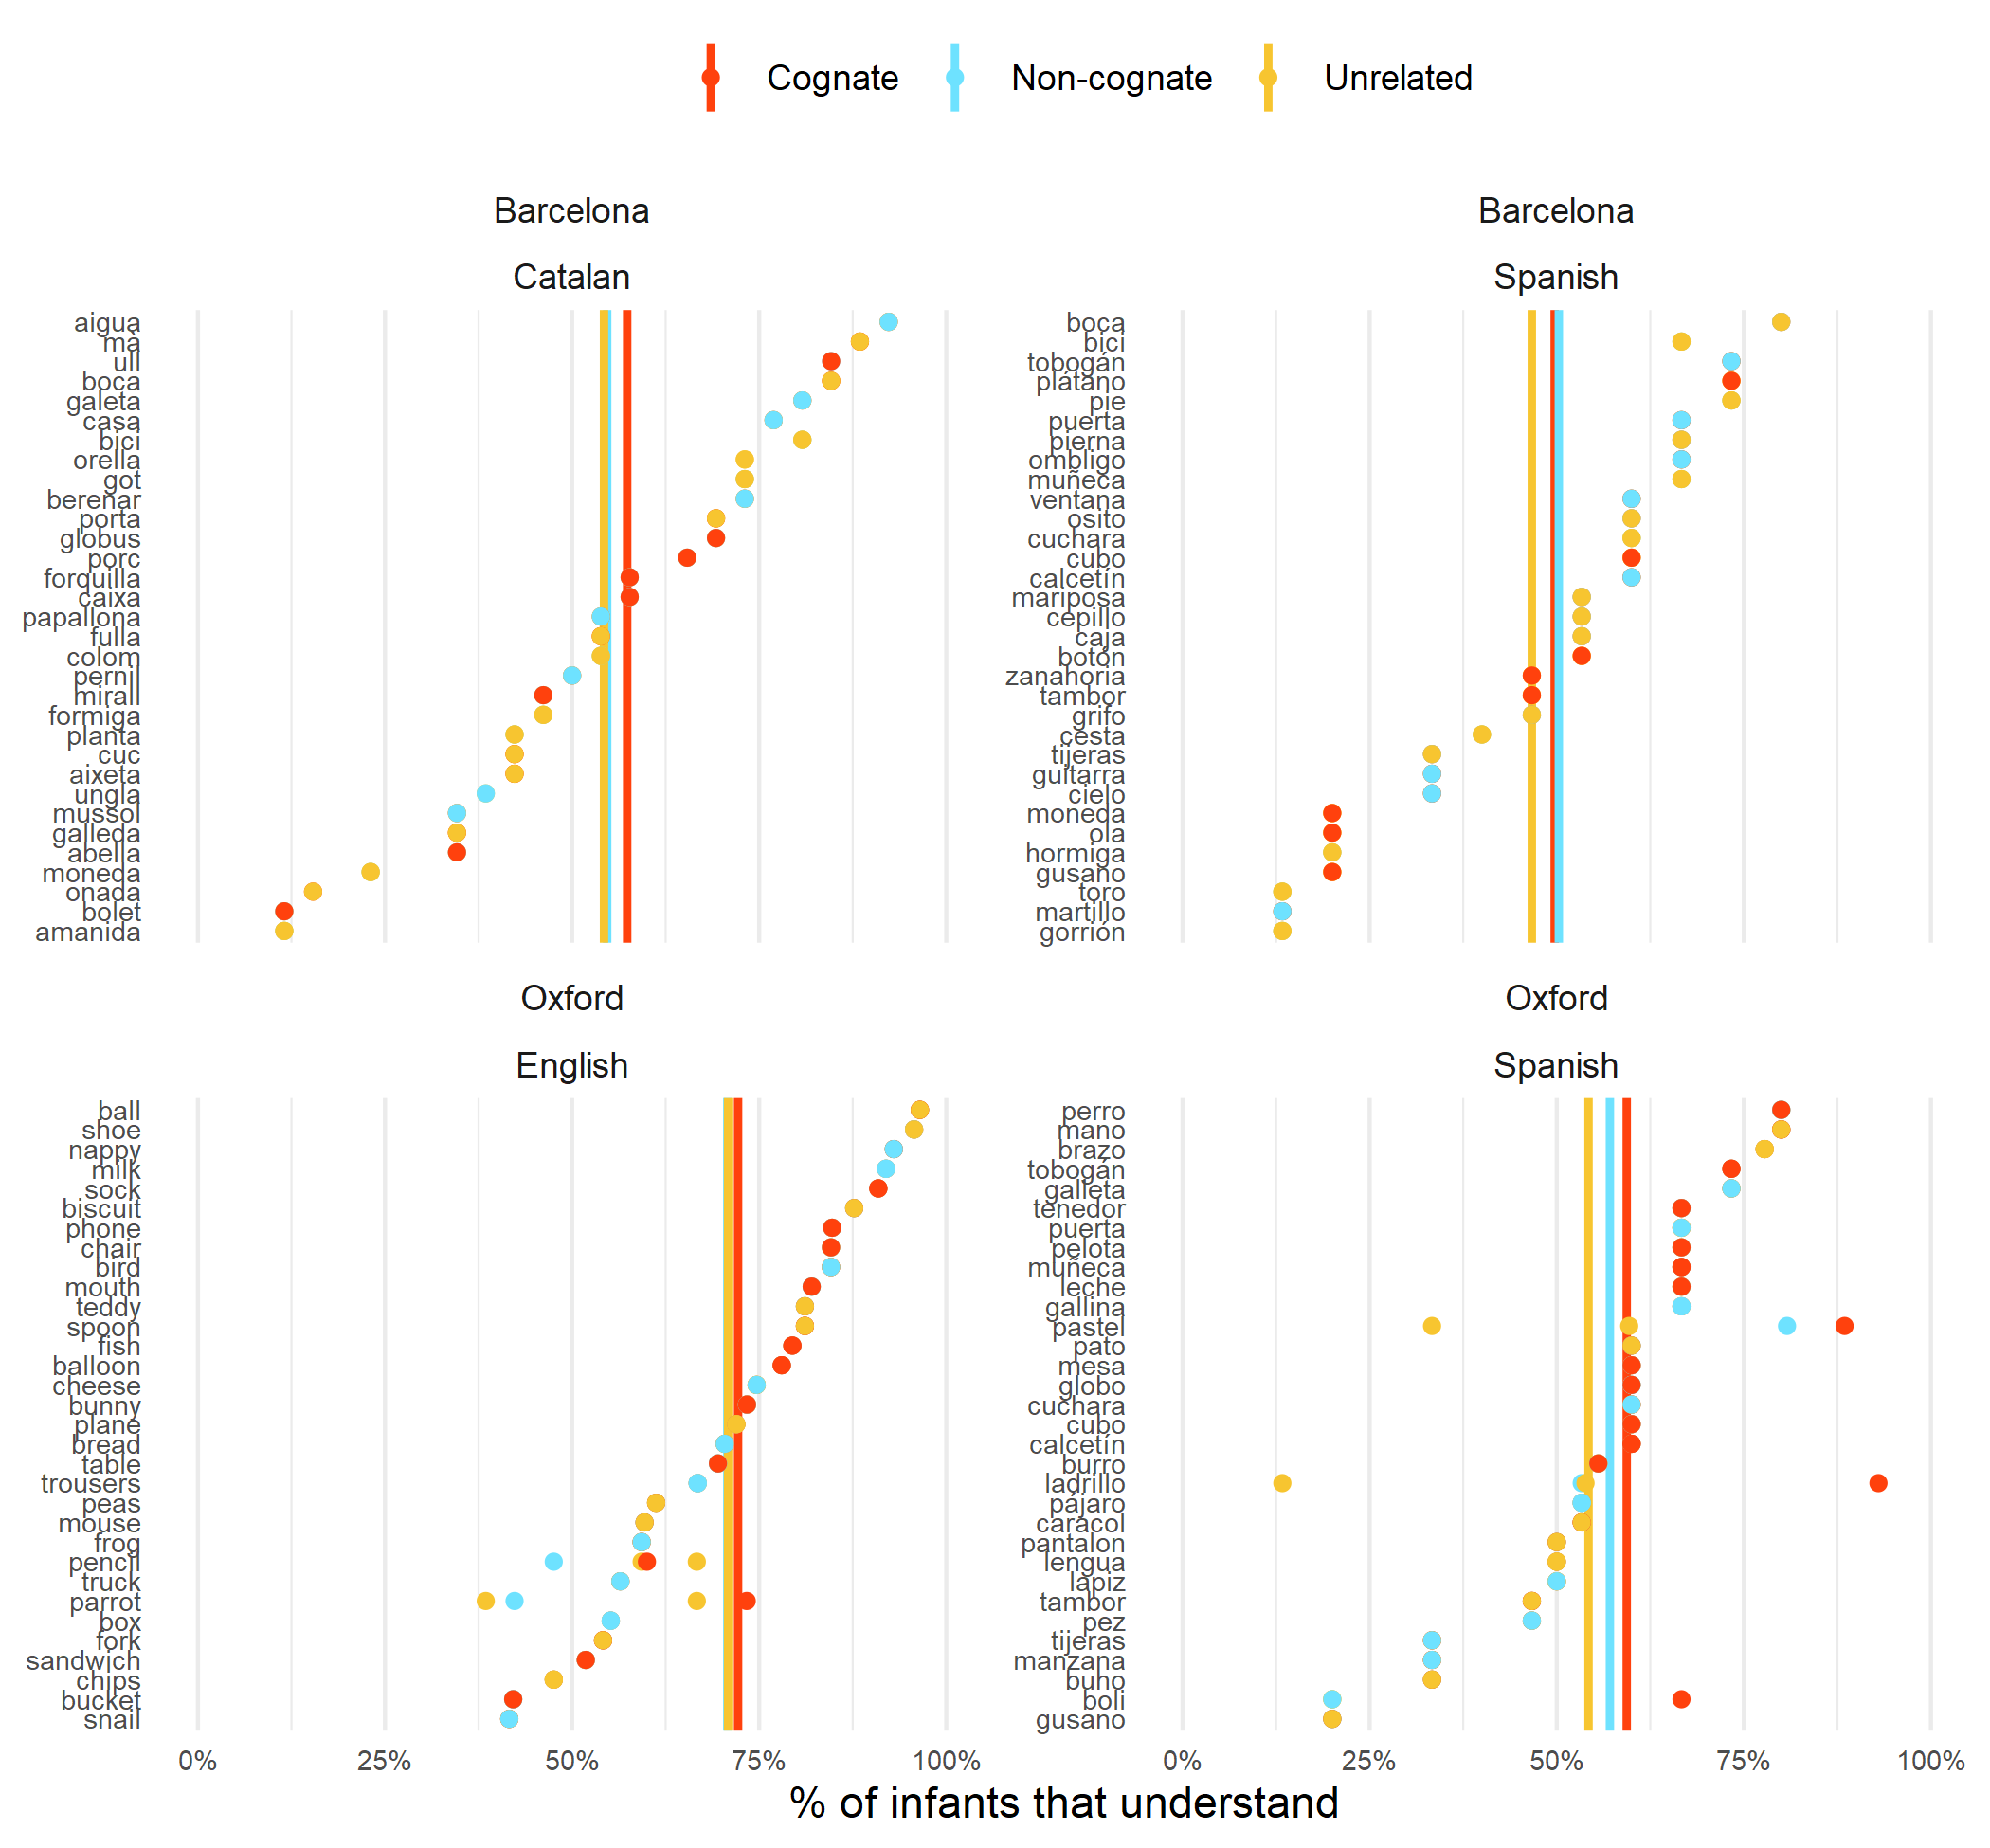 Cognate Non-cognate Unrelated
Barcelona
Catalan
aigua
mà
ull
boca
galeta
casa
bici
orella
got
berenar
porta
globus
porc
forquilla
caixa
papallona
fulla
colom
pernil
mirall
formiga
planta
cuc
aixeta
ungla
mussol
galleda
abella
moneda
onada
bolet
amanida
Barcelona
Spanish
boca
bici
tobogán
plátano
pie
puerta
pierna
ombligo
muñeca
ventana
osito
cuchara
cubo
calcetín
mariposa
cepillo
caja
botón
zanahoria
tambor
grifo
cesta
tijeras
guitarra
cielo
moneda
ola
hormiga
gusano
toro
martillo
gorrión
Oxford
English
ball
shoe
nappy
milk
sock
biscuit
phone
chair
bird
mouth
teddy
spoon
fish
balloon
cheese
bunny
plane
bread
table
trousers
peas
mouse
frog
pencil
truck
parrot
box
fork
sandwich
chips
bucket
snail
0% 25% 50% 75% 100%
Oxford
Spanish
perro
mano
brazo
tobogán
galleta
tenedor
puerta
pelota
muñeca
leche
gallina
pastel
pato
mesa
globo
cuchara
cubo
calcetín
burro
ladrillo
pájaro
caracol
pantalon
lengua
lápiz
tambor
pez
tijeras
manzana
buho
boli
gusano
0% 25% 50% 75% 100%
% of infants that understand